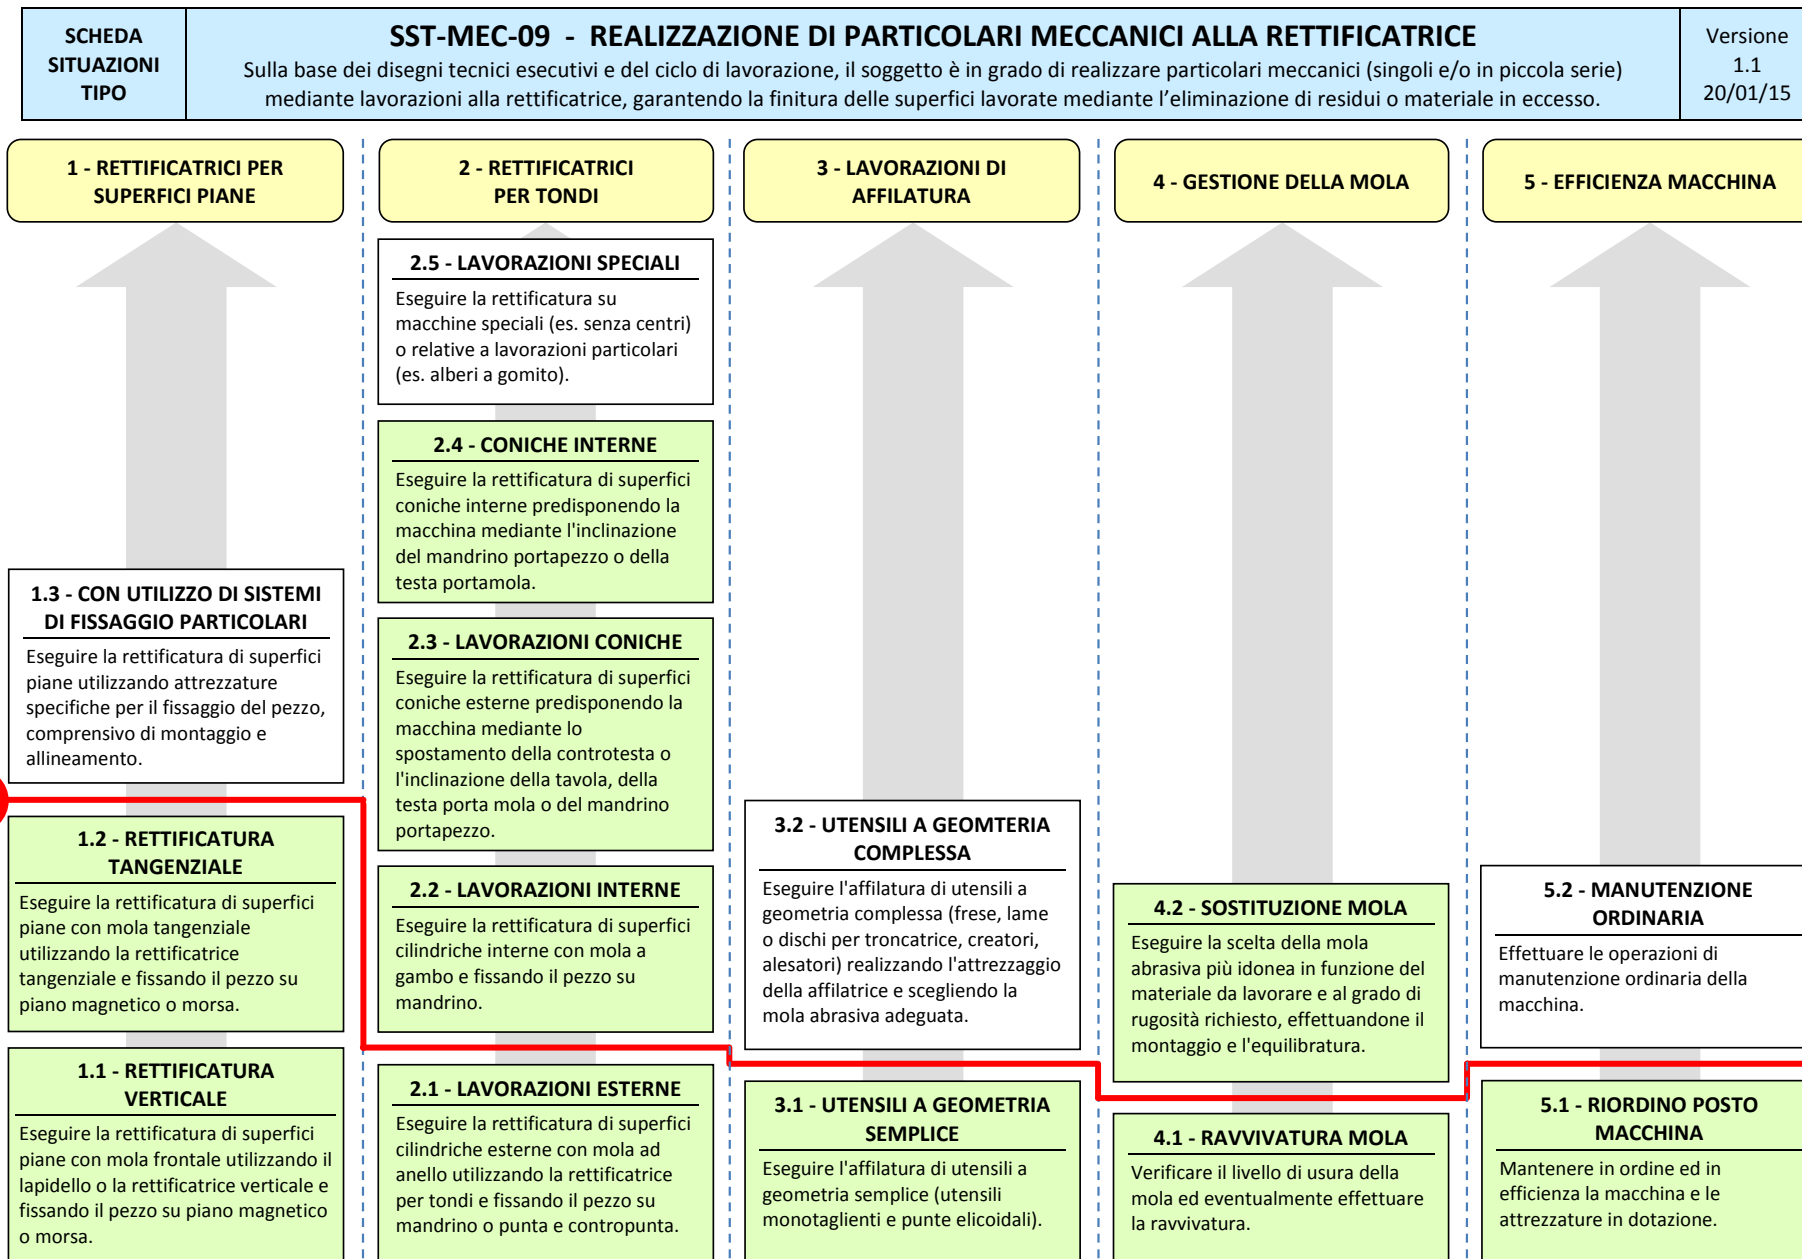 SCHEDA
SITUAZIONI
TIPO
SST-MEC-09 - REALIZZAZIONE DI PARTICOLARI MECCANICI ALLA RETTIFICATRICE
Sulla base dei disegni tecnici esecutivi e del ciclo di lavorazione, il soggetto è in grado di realizzare particolari meccanici (singoli e/o in piccola serie)
mediante lavorazioni alla rettificatrice, garantendo la finitura delle superfici lavorate mediante l'eliminazione di residui o materiale in eccesso.
Versione
1.1
20/01/15
1 - RETTIFICATRICI PER
SUPERFICI PIANE
1.3 - CON UTILIZZO DI SISTEMI
DI FISSAGGIO PARTICOLARI
Eseguire la rettificatura di superfici
piane utilizzando attrezzature
specifiche per il fissaggio del pezzo,
comprensivo di montaggio e
allineamento.
1.2 - RETTIFICATURA
TANGENZIALE
Eseguire la rettificatura di superfici
piane con mola tangenziale
utilizzando la rettificatrice
tangenziale e fissando il pezzo su
piano magnetico o morsa.
1.1 - RETTIFICATURA
VERTICALE
Eseguire la rettificatura di superfici
piane con mola frontale utilizzando il
lapidello o la rettificatrice verticale e
fissando il pezzo su piano magnetico
o morsa.
2 - RETTIFICATRICI
PER TONDI
2.5 - LAVORAZIONI SPECIALI
Eseguire la rettificatura su
macchine speciali (es. senza centri)
o relative a lavorazioni particolari
(es. alberi a gomito).
2.4 - CONICHE INTERNE
Eseguire la rettificatura di superfici
coniche interne predisponendo la
macchina mediante l'inclinazione
del mandrino portapezzo o della
testa portamola.
2.3 - LAVORAZIONI CONICHE
Eseguire la rettificatura di superfici
coniche esterne predisponendo la
macchina mediante lo
spostamento della controtesta o
l'inclinazione della tavola, della
testa porta mola o del mandrino
portapezzo.
2.2 - LAVORAZIONI INTERNE
Eseguire la rettificatura di superfici
cilindriche interne con mola a
gambo e fissando il pezzo su
mandrino.
2.1 - LAVORAZIONI ESTERNE
Eseguire la rettificatura di superfici
cilindriche esterne con mola ad
anello utilizzando la rettificatrice
per tondi e fissando il pezzo su
mandrino o punta e contropunta.
3 - LAVORAZIONI DI
AFFILATURA
3.2 - UTENSILI A GEOMTERIA
COMPLESSA
Eseguire l'affilatura di utensili a
geometria complessa (frese, lame
o dischi per troncatrice, creatori,
alesatori) realizzando l'attrezzaggio
della affilatrice e scegliendo la
mola abrasiva adeguata.
3.1 - UTENSILI A GEOMETRIA
SEMPLICE
Eseguire l'affilatura di utensili a
geometria semplice (utensili
monotaglienti e punte elicoidali).
4 - GESTIONE DELLA MOLA
4.2 - SOSTITUZIONE MOLA
Eseguire la scelta della mola
abrasiva più idonea in funzione del
materiale da lavorare e al grado di
rugosità richiesto, effettuandone il
montaggio e l'equilibratura.
4.1 - RAVVIVATURA MOLA
Verificare il livello di usura della
mola ed eventualmente effettuare
la ravvivatura.
5 - EFFICIENZA MACCHINA
5.2 - MANUTENZIONE
ORDINARIA
Effettuare le operazioni di
manutenzione ordinaria della
macchina.
5.1 - RIORDINO POSTO
MACCHINA
Mantenere in ordine ed in
efficienza la macchina e le
attrezzature in dotazione.